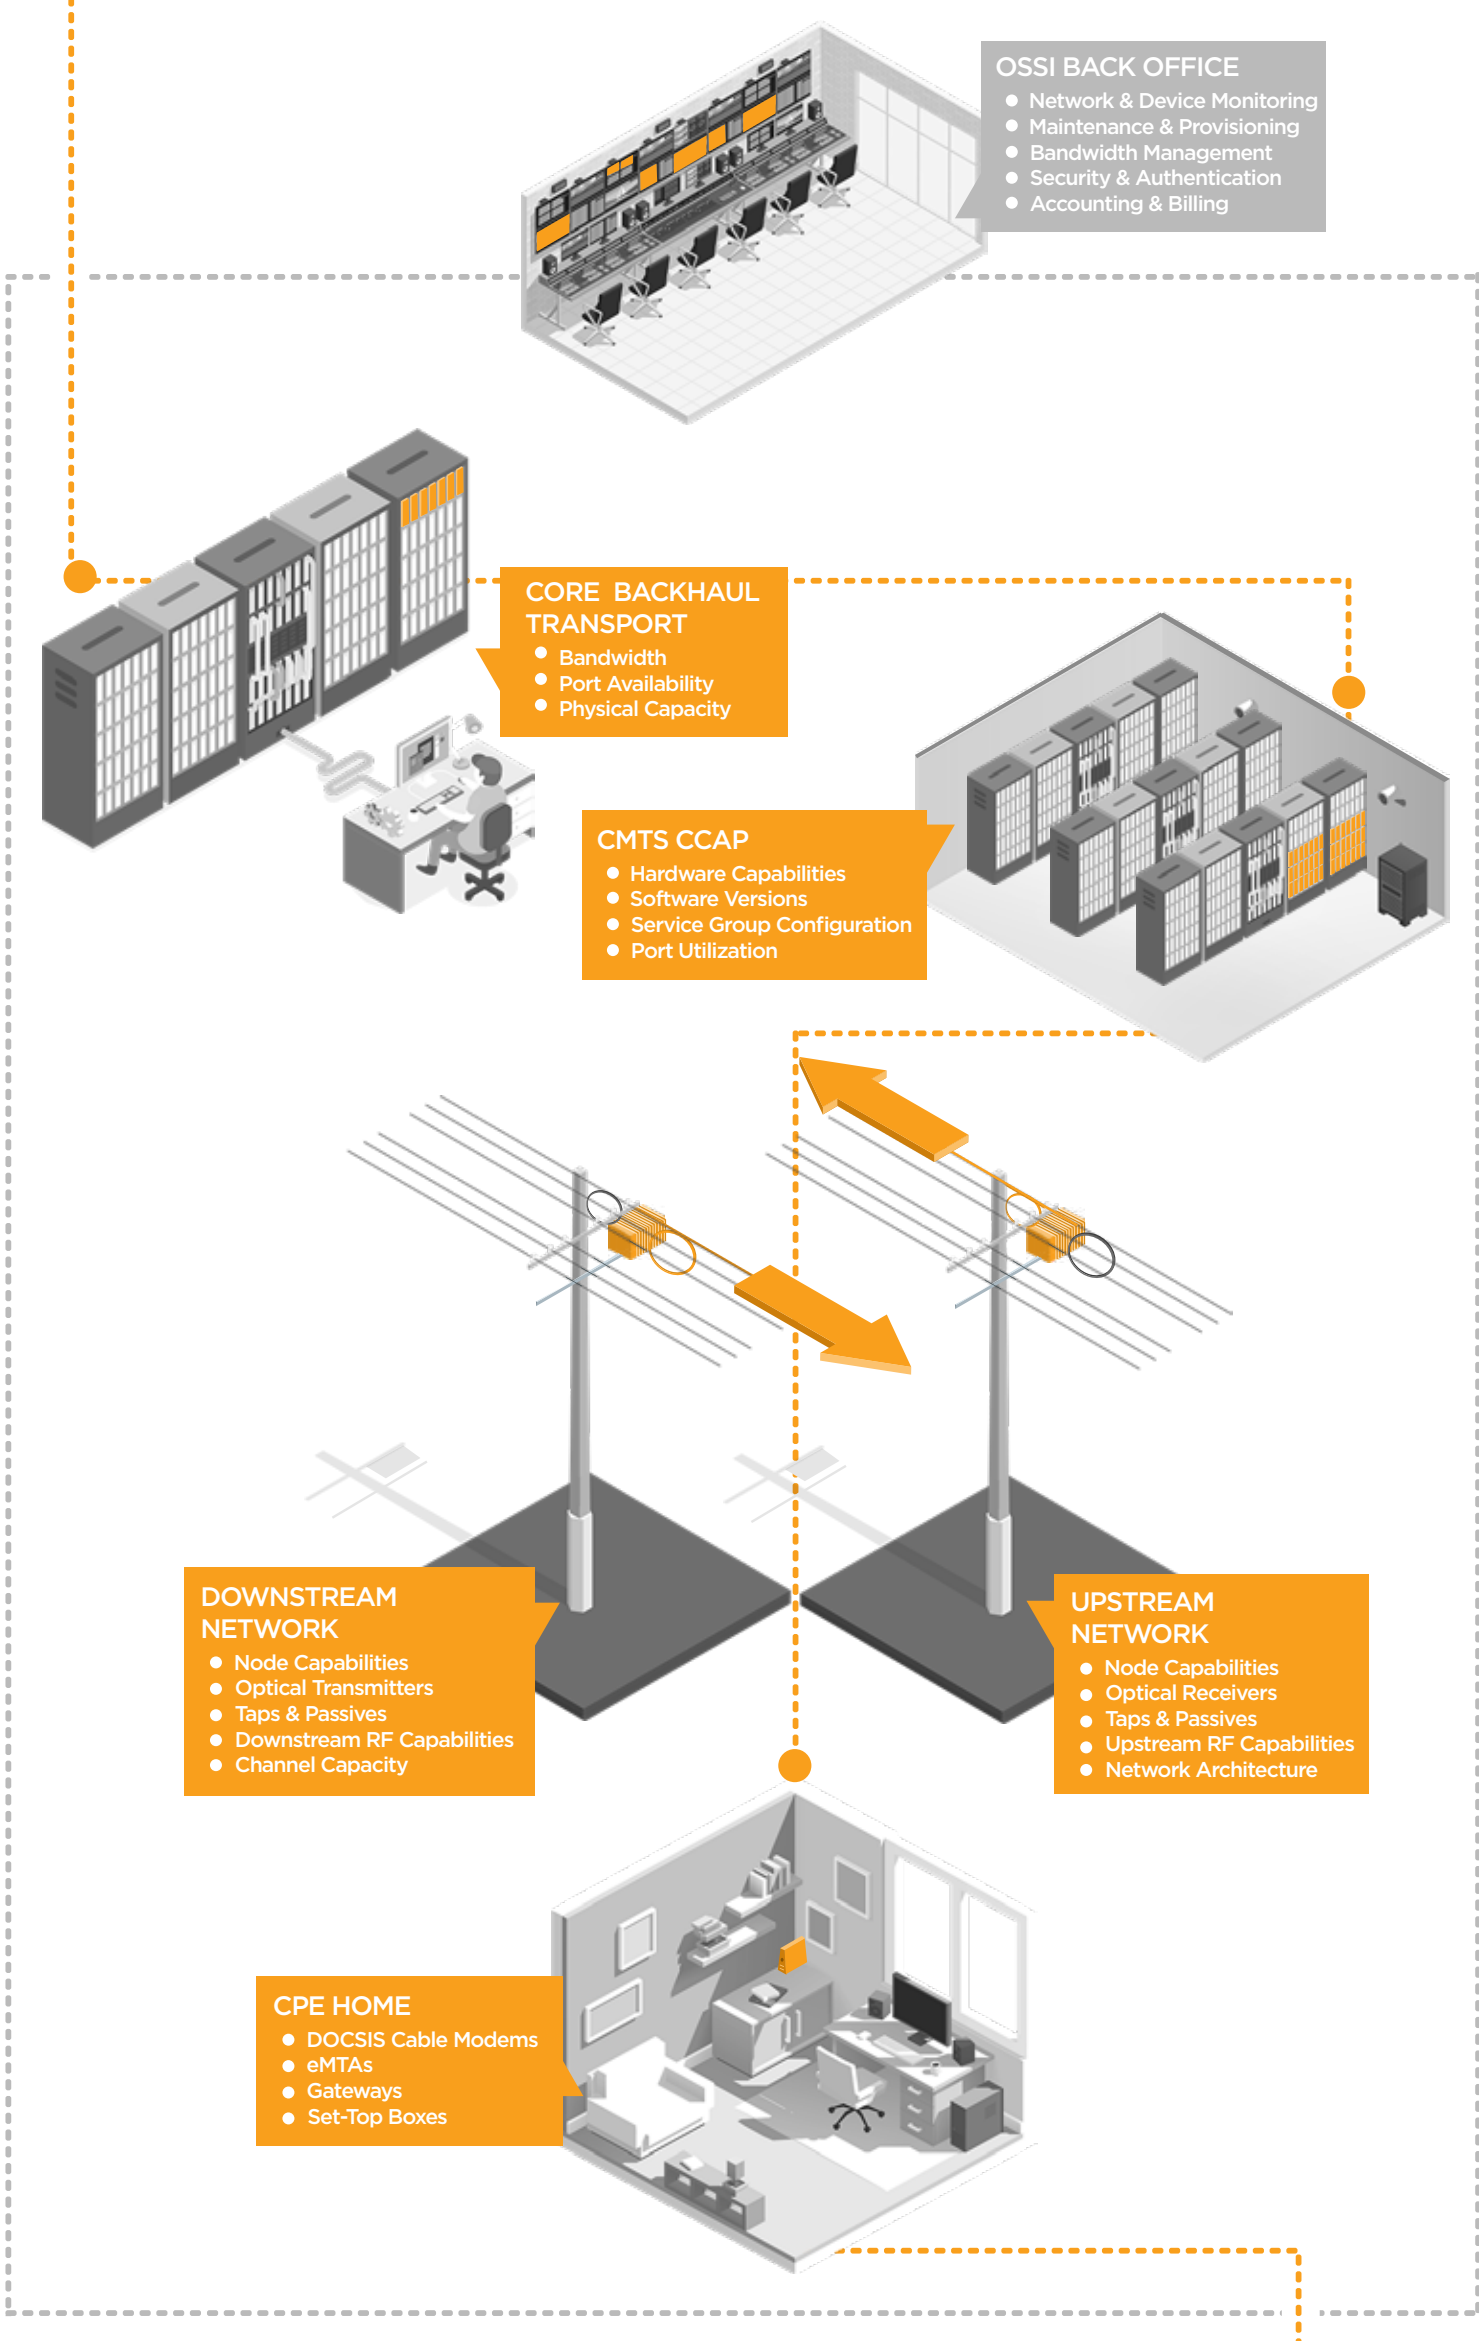 OSSI BACK OFFICE
Network & Device Monitoring
Maintenance & Provisioning
Bandwidth Management
Security & Authentication
Accounting & Billing
CORE BACKHAUL
TRANSPORT
Bandwidth
Port Availability
Physical Capacity
CMTS CCAP
Hardware Capabilities
Software Versions
Service Group Configuration
Port Utilization
DOWNSTREAM
NETWORK
Node Capabilities
Optical Transmitters
Taps & Passives
Downstream RF Capabilities
Channel Capacity
UPSTREAM
NETWORK
Node Capabilities
Optical Receivers
Taps & Passives
Upstream RF Capabilities
Network Architecture
CPE HOME
DOCSIS Cable Modems
eMTAs
Gateways
Set-Top Boxes